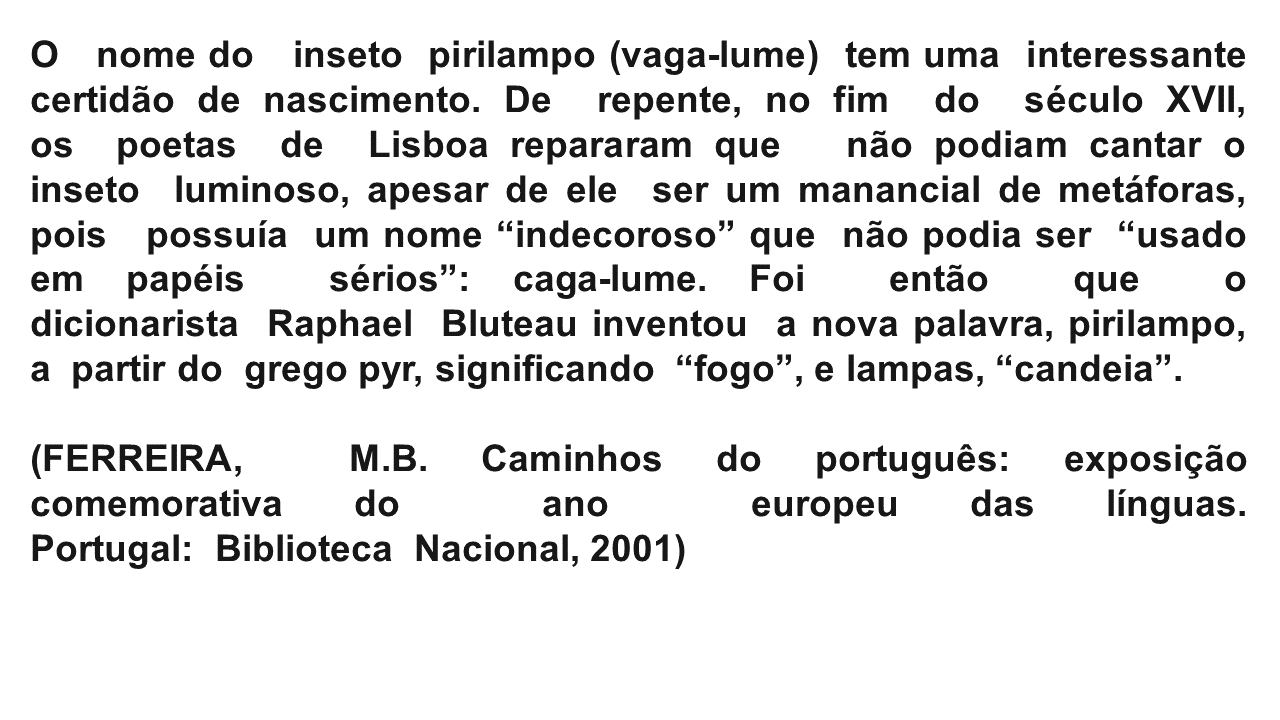 O nome do inseto pirilampo (vaga-lume) tem uma interessante
certidão de nascimento. De repente, no fim do século XVII,
os poetas de Lisboa repararam que não podiam cantar o
inseto luminoso, apesar de ele ser um manancial de metáforas,
pois possuía um nome “indecoroso” que não podia ser “usado
em papéis sérios”: caga-lume. Foi então que o
dicionarista Raphael Bluteau inventou a nova palavra, pirilampo,
a partir do grego pyr, significando “fogo”, e lampas, “candeia”.
(FERREIRA, M.B. Caminhos do português: exposição
comemorativa do ano europeu das línguas.
Portugal: Biblioteca Nacional, 2001)